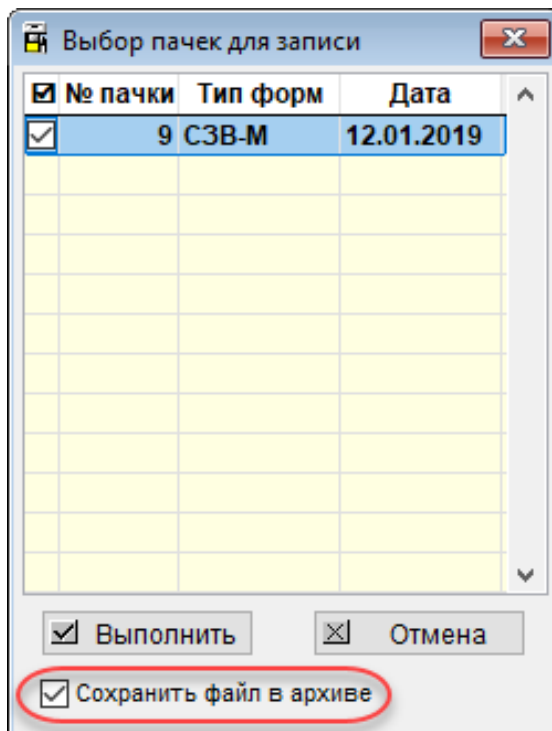 Выбор пачек для записи
№ пачки Тип форм Дата
9 СЗВ-М 12.01.2019
Выполнить Отмена
Сохранить файл в архиве